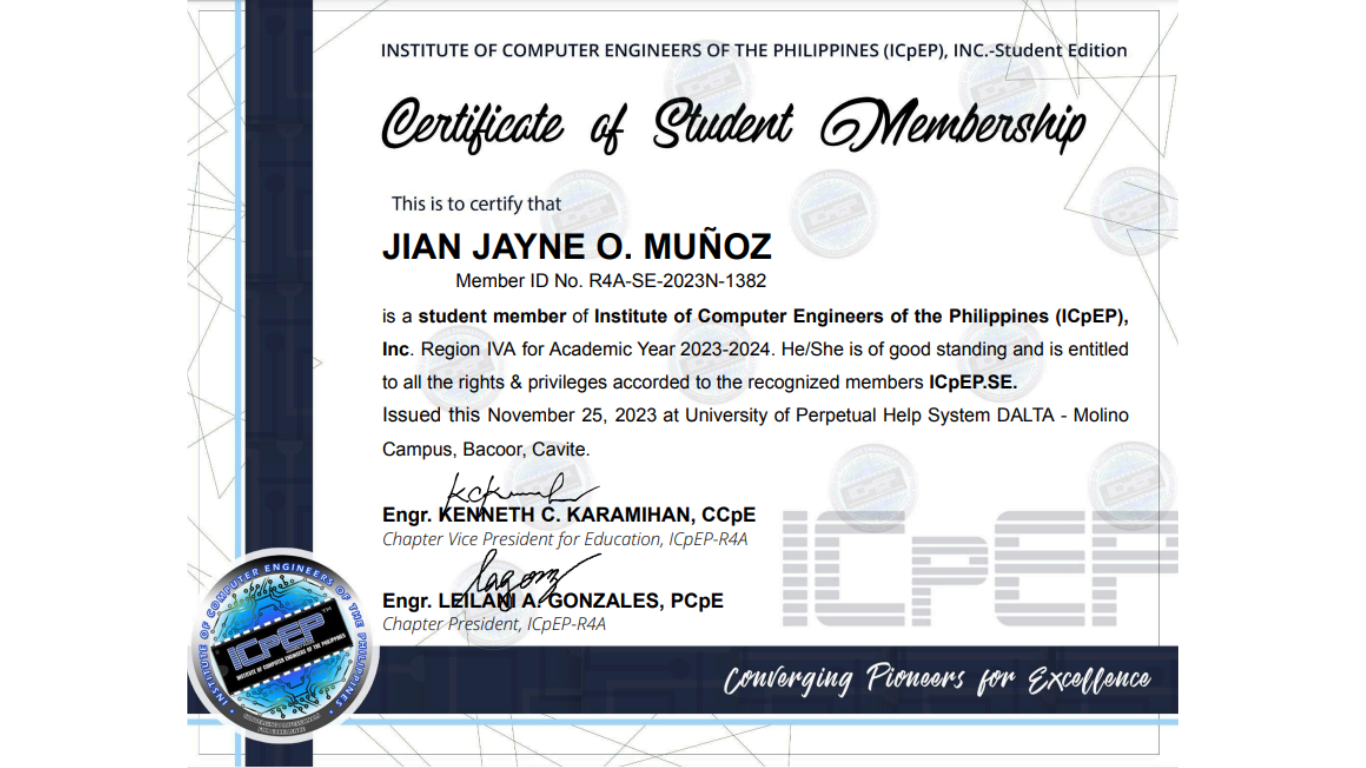 INSTITUTE OF COMPUTER ENGINEERS OF THE PHILIPPINES (ICpEP), INC.-Student Edition
Certificate of Student Membership
This is to certify that
JIAN JAYNE O. MUÑOZ
Member ID No. R4A-SE-2023N-1382
is a student member of Institute of Computer Engineers of the Philippines (ICpEP),
Inc. Region IVA for Academic Year 2023-2024. He/She is of good standing and is entitled
to all the rights & privileges accorded to the recognized members ICpEP.SE.
Issued this November 25, 2023 at University of Perpetual Help System DALTA - Molino
Campus, Bacoor, Cavite.
Engr. KENNETH C. KARAMIHAN, CCpE
Chapter Vice President for Education, ICpEP-R4A
Engr. LEILANI A. GONZALES, PCpE
Chapter President, ICpEP-R4A
ICpEP
INSTITUTE OF COMPUTER ENGINEERS OF THE PHILIPPINES
ICpEP™
INSTITUTE OF COMPUTER ENGINEERS OF THE PHILIPPINES
Converging Pioneers for Excellence